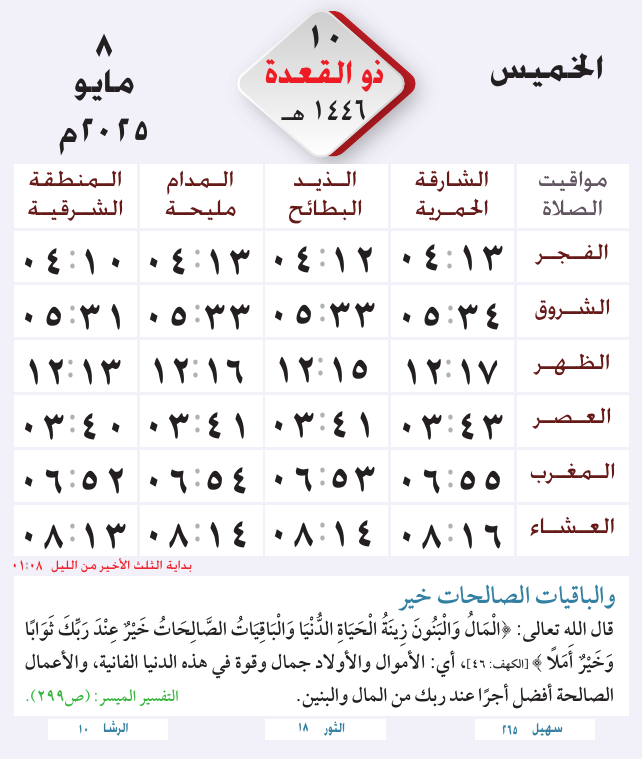 الخميس
١٠
ذو القعدة
١٤٤٦ هـ
٨
مايو
٢٠٢٥م
مواقيت الصلاة | الشارقة الحمرية | الذيد البطائح | المدام مليحة | المنطقة الشرقية
الفجر ٠٤:١٣ ٠٤:١٢ ٠٤:١٣ ٠٤:١٠
الشروق ٠٥:٣٤ ٠٥:٣٣ ٠٥:٣٣ ٠٥:٣١
الظهر ١٢:١٧ ١٢:١٥ ١٢:١٦ ١٢:١٣
العصر ٠٣:٤٣ ٠٣:٤١ ٠٣:٤١ ٠٣:٤٠
المغرب ٠٦:٥٥ ٠٦:٥٣ ٠٦:٥٤ ٠٦:٥٢
العشاء ٠٨:١٦ ٠٨:١٤ ٠٨:١٤ ٠٨:١٣
بداية الثلث الأخير من الليل ٠١:٠٨
والباقيات الصالحات خير
قال الله تعالى: ﴿الْمَالُ وَالْبَنُونَ زِينَةُ الْحَيَاةِ الدُّنْيَا وَالْبَاقِيَاتُ الصَّالِحَاتُ خَيْرٌ عِنْدَ رَبِّكَ ثَوَابًا
وَخَيْرٌ أَمَلًا﴾ [الكهف: ٤٦]، أي: الأموال والأولاد جمال وقوة في هذه الدنيا الفانية، والأعمال
الصالحة أفضل أجرًا عند ربك من المال والبنين. التفسير الميسر: (ص٢٩٩).
سهيل ٢٦٥ الثور ١٨ الرشا ١٠